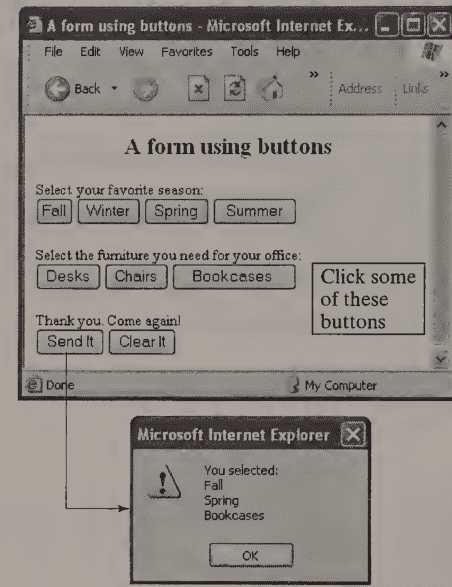 A form using buttons - Microsoft Internet Ex...
File Edit View Favorites Tools Help
Back » Address Links »
A form using buttons
Select your favorite season:
Fall Winter Spring Summer
Select the furniture you need for your office:
Desks Chairs Bookcases
Click some
of these
buttons
Thank you. Come again!
Send It Clear It
Done My Computer
Microsoft Internet Explorer
You selected:
Fall
Spring
Bookcases
OK